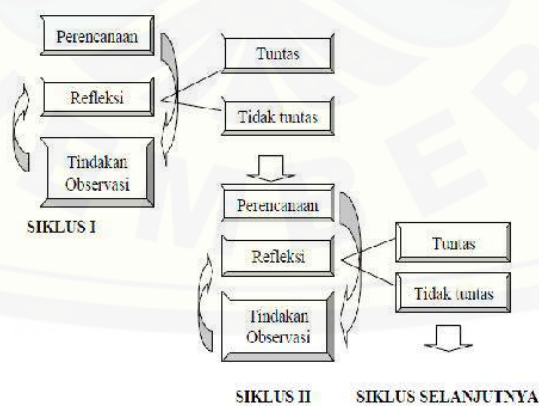 Perencanaan
Refleksi
Tindakan
Observasi
SIKLUS I
Tuntas
Tidak tuntas
Perencanaan
Refleksi
Tindakan
Observasi
SIKLUS II
Tuntas
Tidak tuntas
SIKLUS SELANJUTNYA